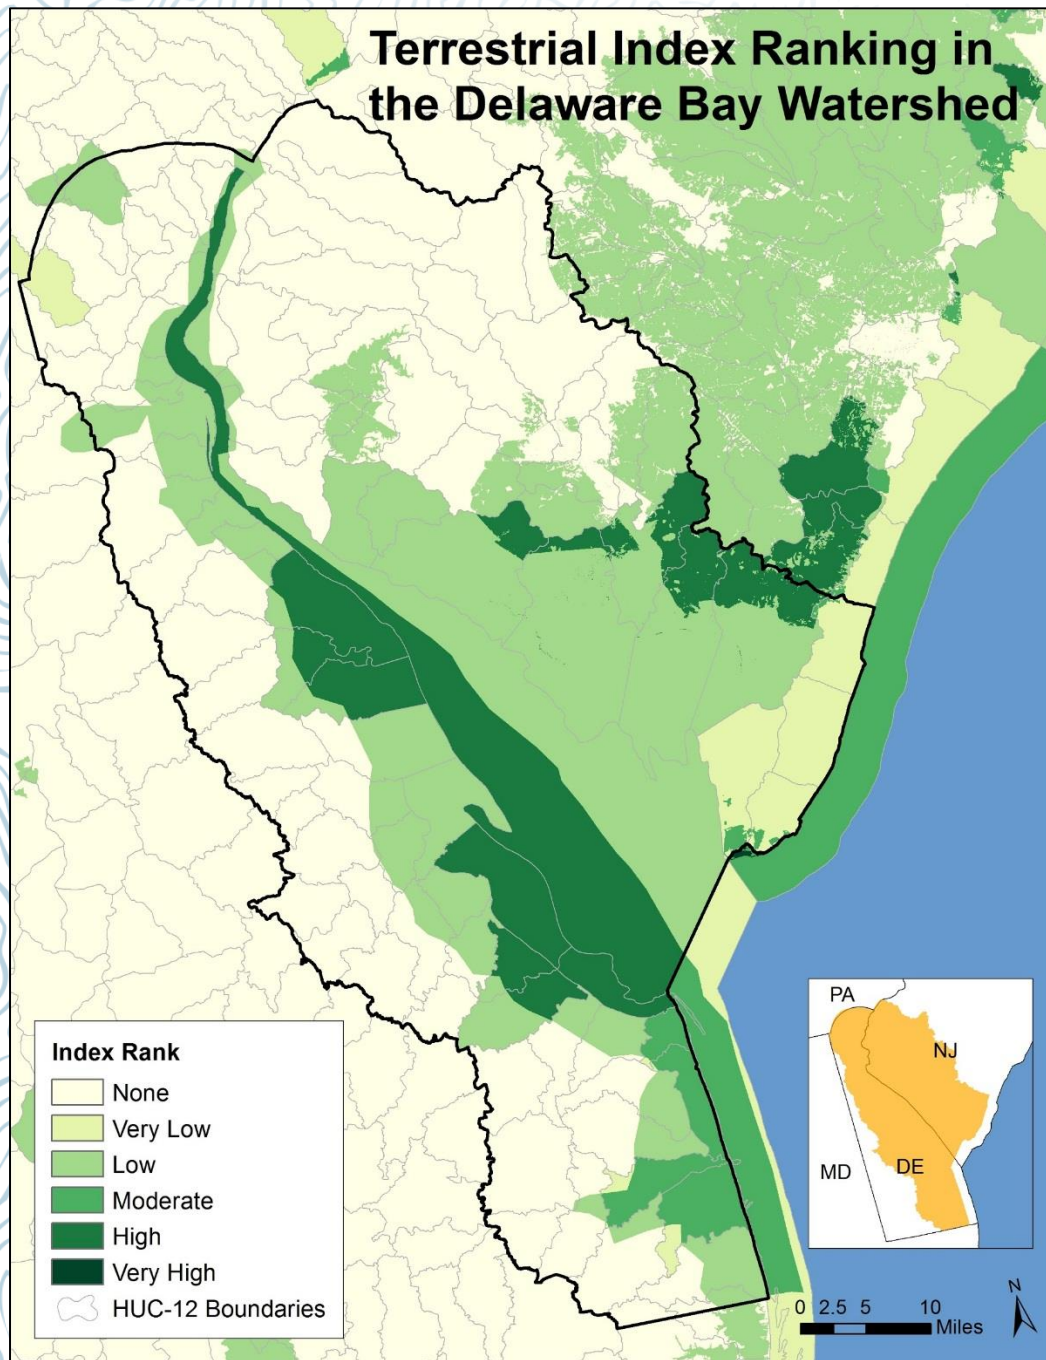 Terrestrial Index Ranking in
the Delaware Bay Watershed
PA
NJ
MD
DE
Index Rank
None
Very Low
Low
Moderate
High
Very High
HUC-12 Boundaries
N
0 2.5 5 10
Miles